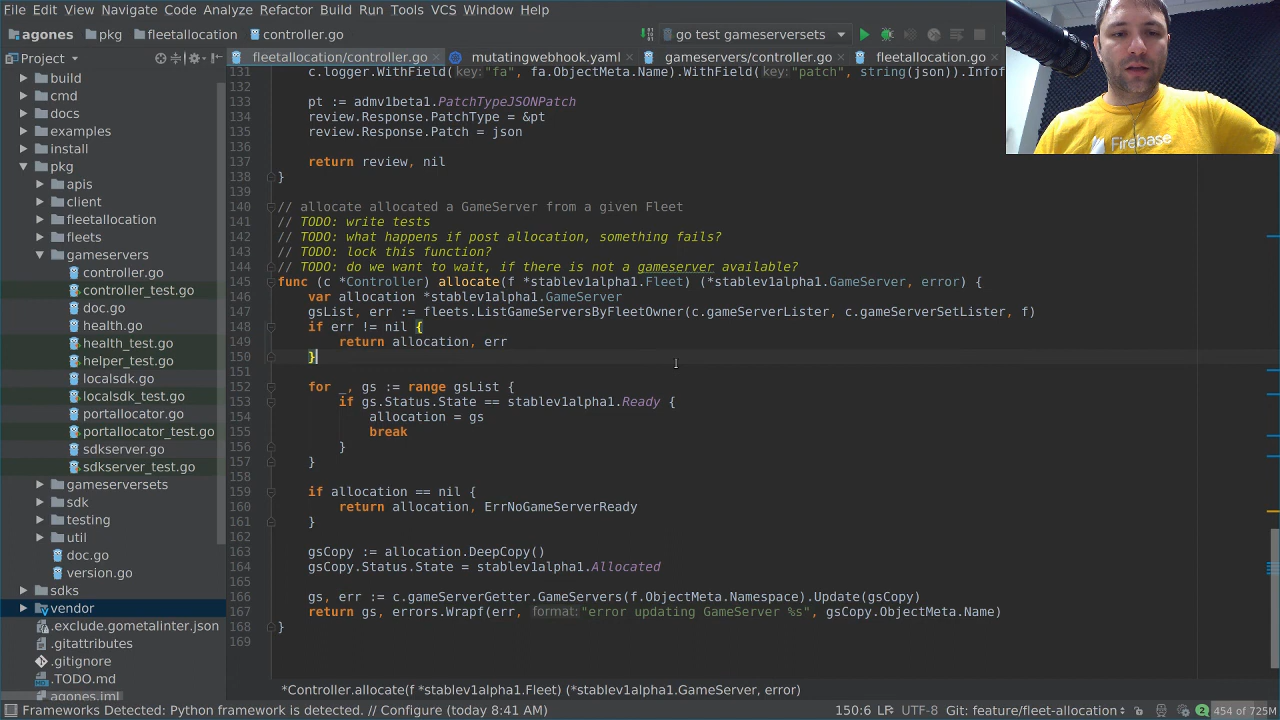 File Edit View Navigate Code Analyze Refactor Build Run Tools VCS Window Help
agones pkg fleetallocation controller.go go test gameserversets
Project fleetallocation/controller.go mutatingwebhook.yaml gameservers/controller.go fleetallocation.go
build
cmd
docs
examples
install
pkg
apis
client
fleetallocation
fleets
gameservers
controller.go
controller_test.go
doc.go
health.go
health_test.go
helper_test.go
localsdk.go
localsdk_test.go
portallocator.go
portallocator_test.go
sdkserver.go
sdkserver_test.go
gameserversets
sdk
testing
util
doc.go
version.go
sdks
vendor
.exclude.gometalinter.json
.gitattributes
.gitignore
.TODO.md
agones.iml
131 c.logger.WithField( key: "fa", fa.ObjectMeta.Name).WithField( key: "patch", string(json)).Infof
132
133 pt := admv1beta1.PatchTypeJSONPatch
134 review.Response.PatchType = &pt
135 review.Response.Patch = json
136
137 return review, nil
138 }
139
140 // allocate allocated a GameServer from a given Fleet
141 // TODO: write tests
142 // TODO: what happens if post allocation, something fails?
143 // TODO: lock this function?
144 // TODO: do we want to wait, if there is not a gameserver available?
145 func (c *Controller) allocate(f *stablev1alpha1.Fleet) (*stablev1alpha1.GameServer, error) {
146 var allocation *stablev1alpha1.GameServer
147 gsList, err := fleets.ListGameServersByFleetOwner(c.gameServerLister, c.gameServerSetLister, f)
148 if err != nil {
149 return allocation, err
150 }
151
152 for _, gs := range gsList {
153 if gs.Status.State == stablev1alpha1.Ready {
154 allocation = gs
155 break
156 }
157 }
158
159 if allocation == nil {
160 return allocation, ErrNoGameServerReady
161 }
162
163 gsCopy := allocation.DeepCopy()
164 gsCopy.Status.State = stablev1alpha1.Allocated
165
166 gs, err := c.gameServerGetter.GameServers(f.ObjectMeta.Namespace).Update(gsCopy)
167 return gs, errors.Wrapf(err, format: "error updating GameServer %s", gsCopy.ObjectMeta.Name)
168 }
169
*Controller.allocate(f *stablev1alpha1.Fleet) (*stablev1alpha1.GameServer, error)
Frameworks Detected: Python framework is detected. // Configure (today 8:41 AM) 150:6 LF÷ UTF-8 Git: feature/fleet-allocation 2 454 of 725M
Firebase